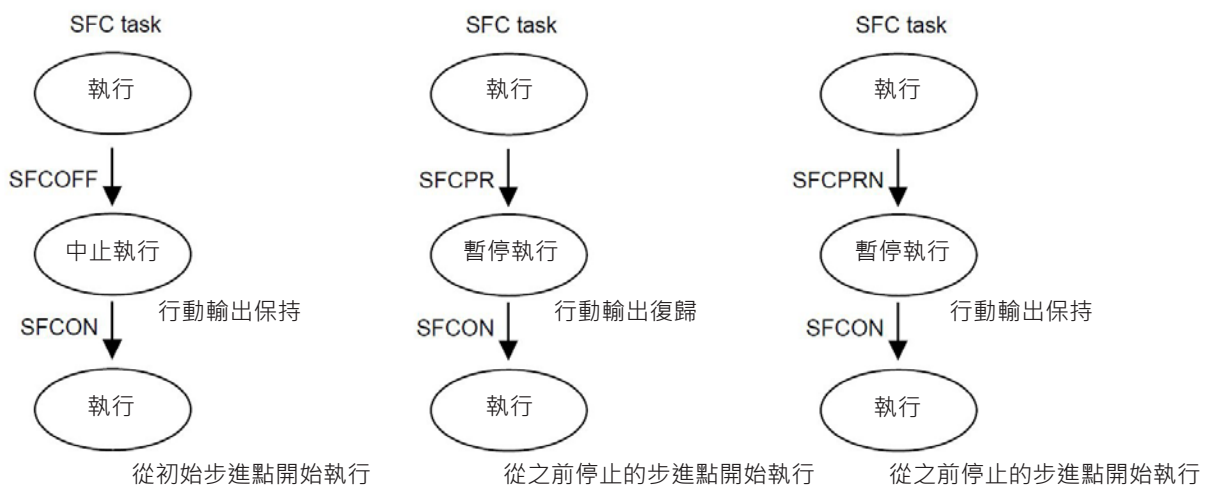 SFC task
執行
SFCOFF
中止執行
行動輸出保持
SFCON
執行
從初始步進點開始執行
SFC task
執行
SFCPR
暫停執行
行動輸出復歸
SFCON
執行
從之前停止的步進點開始執行
SFC task
執行
SFCPRN
暫停執行
行動輸出保持
SFCON
執行
從之前停止的步進點開始執行